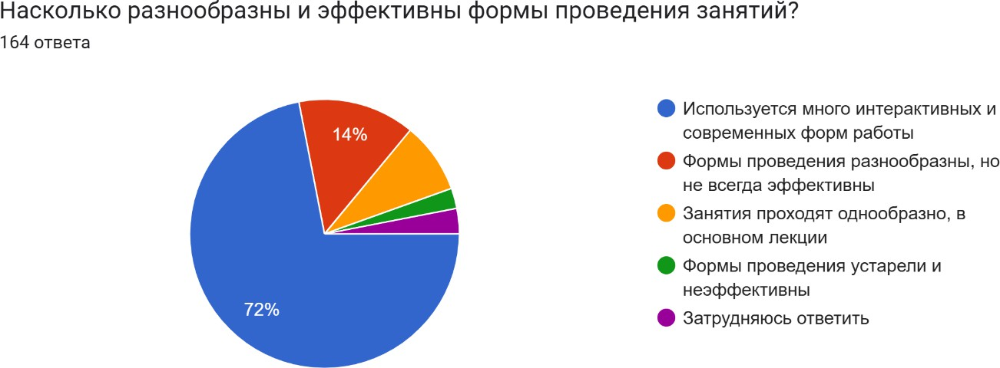 Насколько разнообразны и эффективны формы проведения занятий?
164 ответа
14%
72%
Используется много интерактивных и
современных форм работы
Формы проведения разнообразны, но
не всегда эффективны
Занятия проходят однообразно, в
основном лекции
Формы проведения устарели и
неэффективны
Затрудняюсь ответить